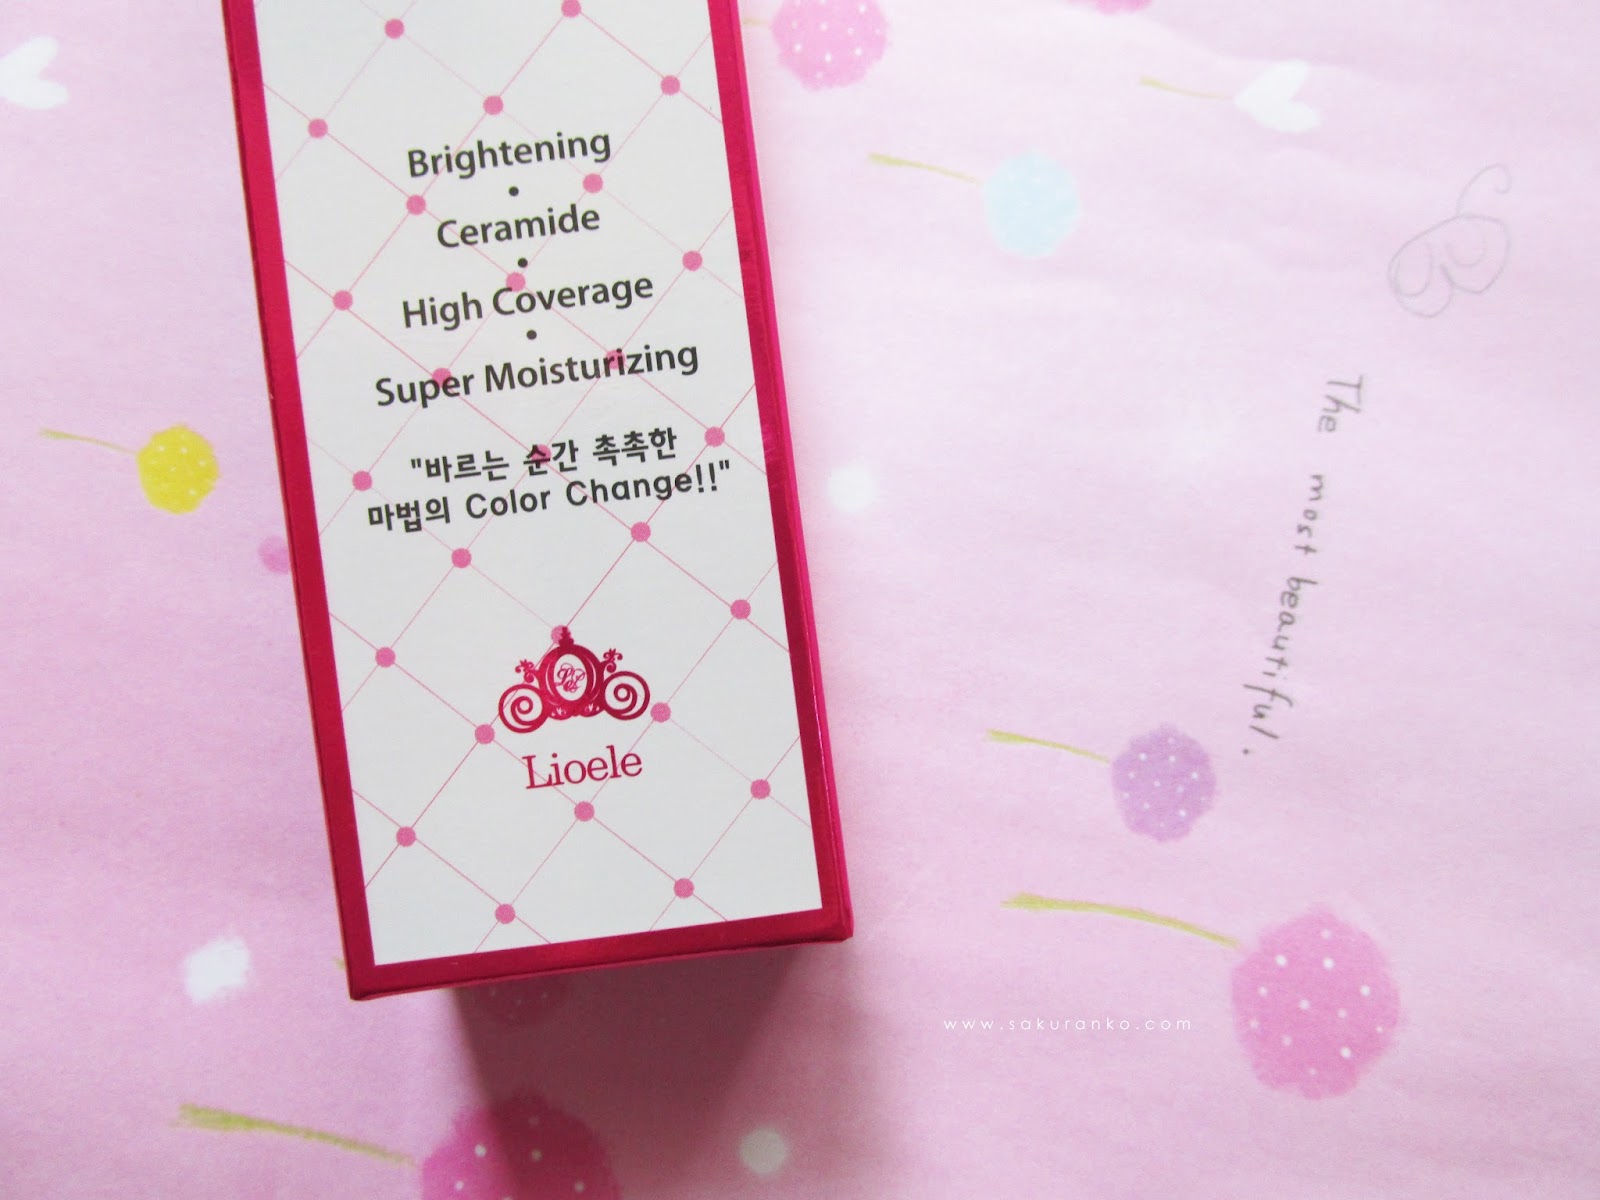 Brightening
•
Ceramide
•
High Coverage
•
Super Moisturizing
"바르는 순간 촉촉한
마법의 Color Change!!"
Lioele
The most beautiful.
www.sakuranko.com